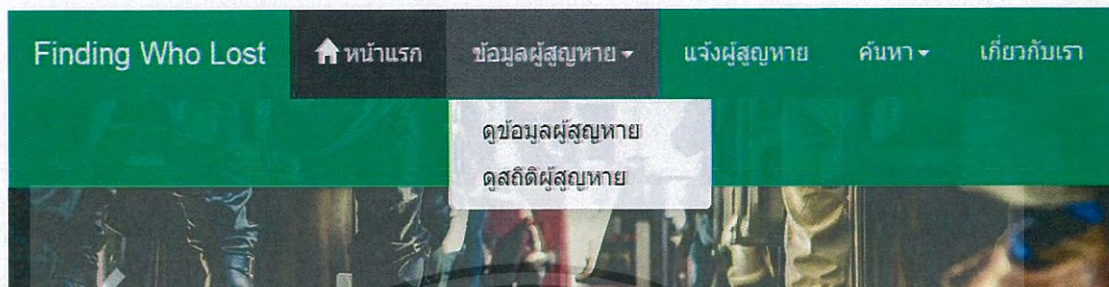 Finding Who Lost หน้าแรก ข้อมูลผู้สูญหาย แจ้งผู้สูญหาย ค้นหา เกี่ยวกับเรา
ดูข้อมูลผู้สูญหาย
ดูสถิติผู้สูญหาย